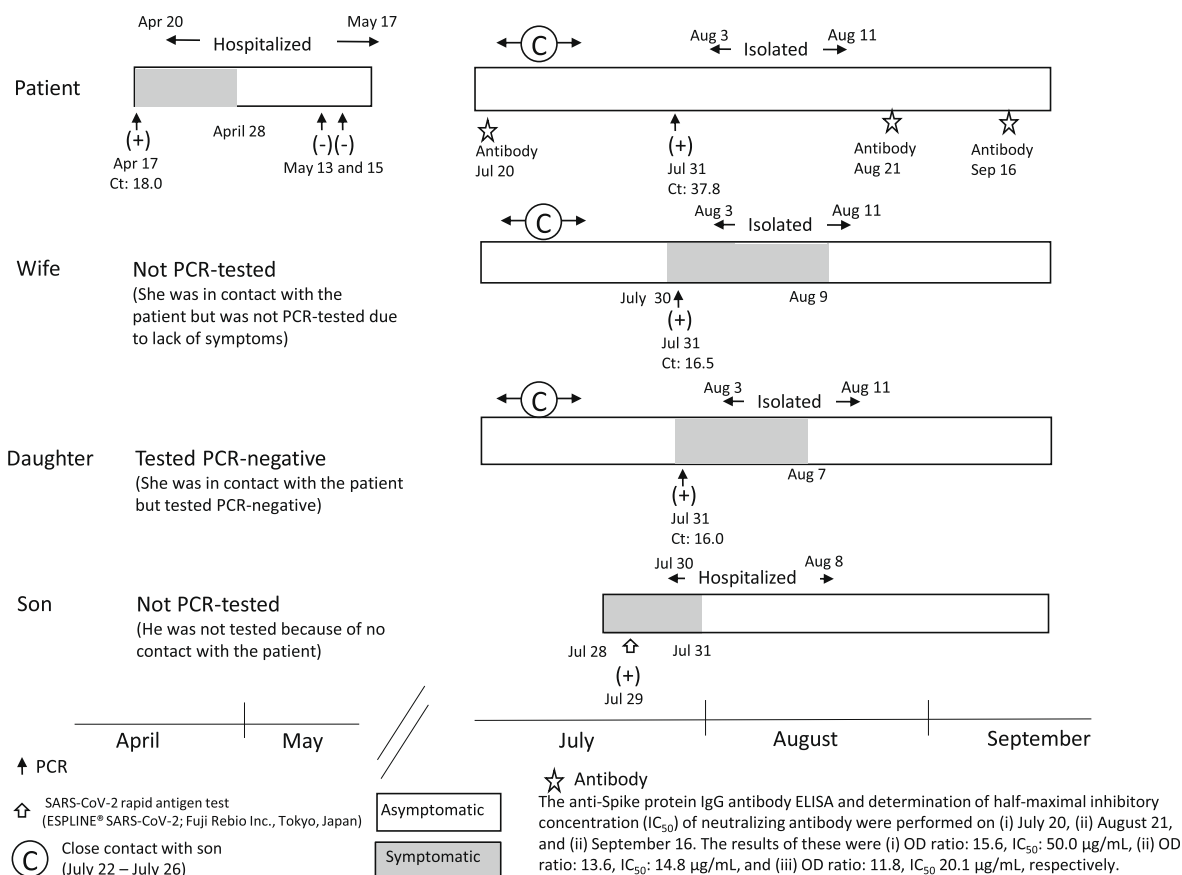 Apr 20
May 17
Hospitalized
Aug 3
Aug 11
C
Isolated
Patient
April 28
(+)
(-)(-)
Apr 17
May 13 and 15
Ct: 18.0
Antibody
Jul 20
(+)
Jul 31
Ct: 37.8
Antibody
Aug 21
Antibody
Sep 16
C
Aug 3
Aug 11
Isolated
Wife
Not PCR-tested
(She was in contact with the
patient but was not PCR-tested due
to lack of symptoms)
July 30
Aug 9
(+)
Jul 31
Ct: 16.5
C
Aug 3
Aug 11
Isolated
Daughter
Tested PCR-negative
(She was in contact with the patient
but tested PCR-negative)
Aug 7
(+)
Jul 31
Ct: 16.0
Jul 30
Aug 8
Hospitalized
Son
Not PCR-tested
(He was not tested because of no
contact with the patient)
Jul 28
Jul 31
(+)
Jul 29
April
May
July
August
September
PCR
SARS-CoV-2 rapid antigen test
(ESPLINE® SARS-CoV-2; Fuji Rebio Inc., Tokyo, Japan)
C
Close contact with son
(July 22 – July 26)
Asymptomatic
Symptomatic
Antibody
The anti-Spike protein IgG antibody ELISA and determination of half-maximal inhibitory
concentration (IC50) of neutralizing antibody were performed on (i) July 20, (ii) August 21,
and (ii) September 16. The results of these were (i) OD ratio: 15.6, IC50: 50.0 µg/mL, (ii) OD
ratio: 13.6, IC50: 14.8 µg/mL, and (iii) OD ratio: 11.8, IC50 20.1 µg/mL, respectively.